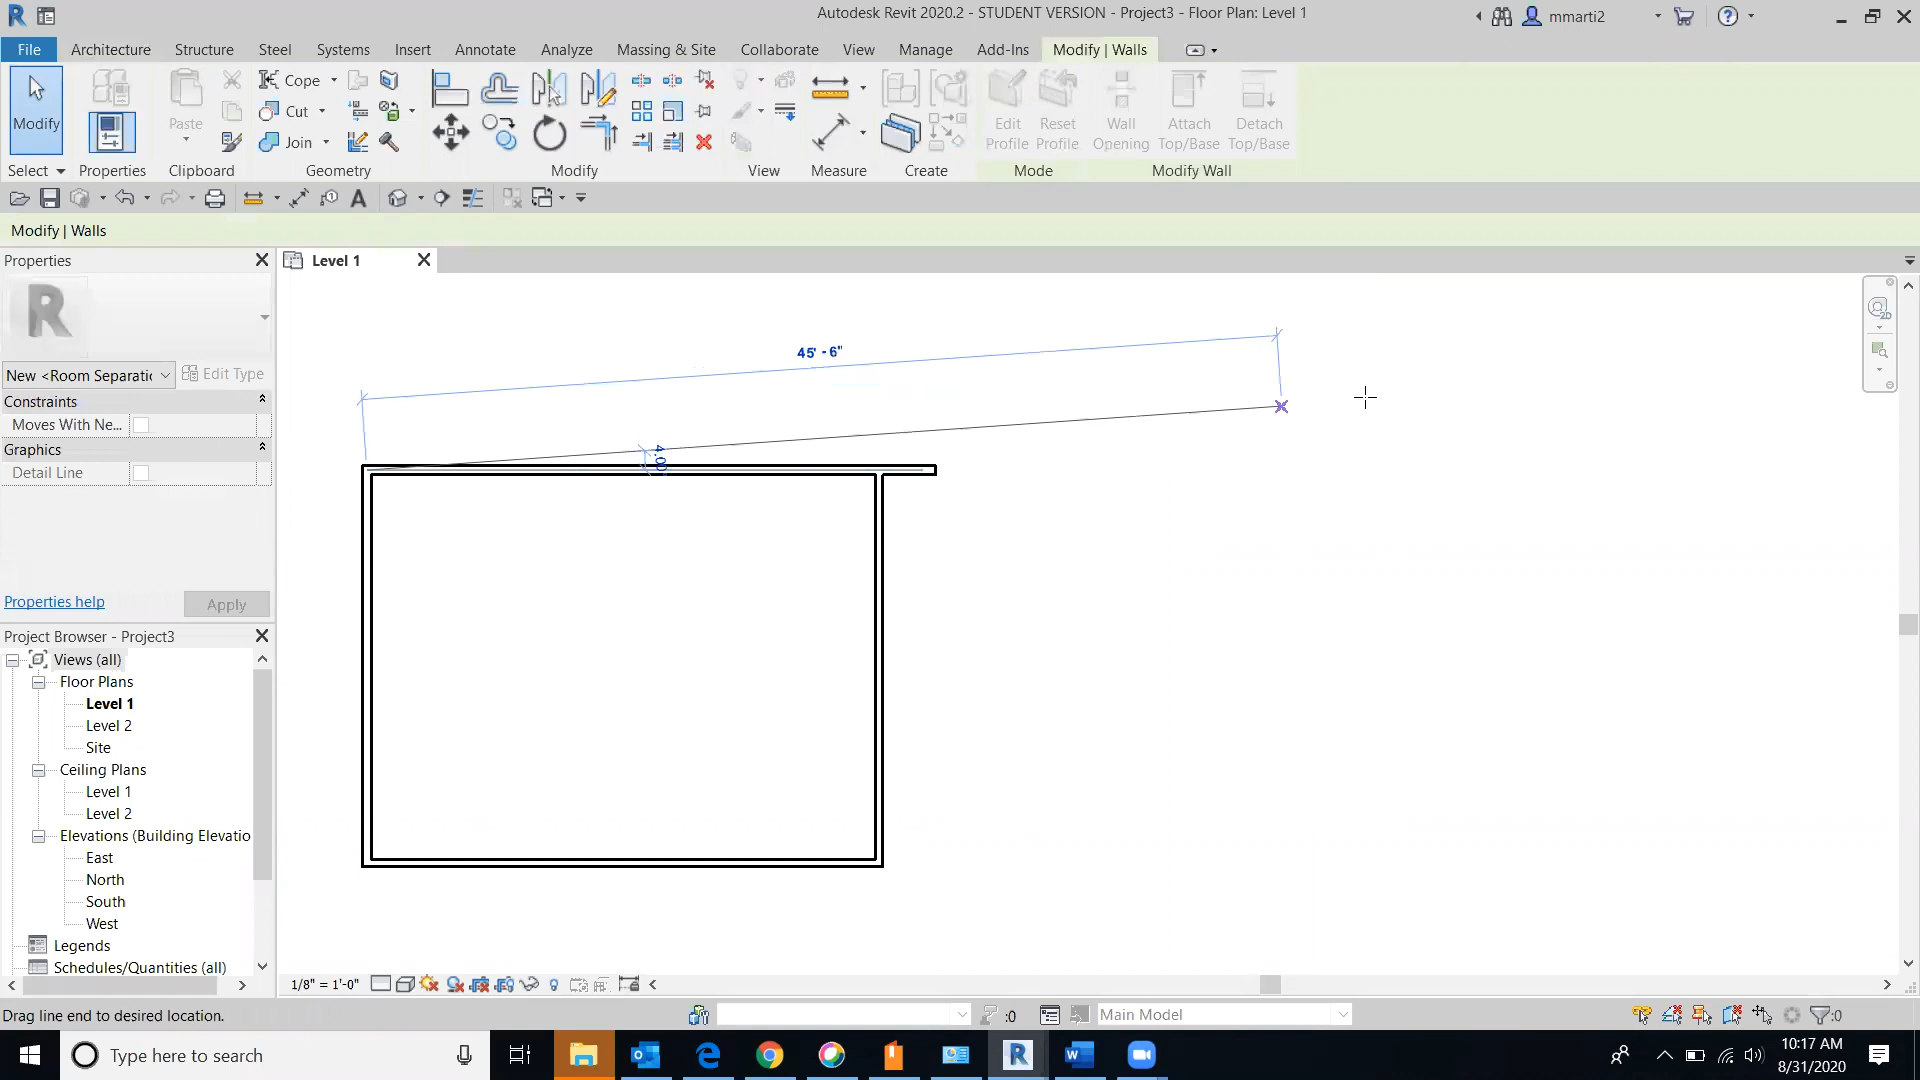 Autodesk Revit 2020.2 - STUDENT VERSION - Project3 - Floor Plan: Level 1
mmarti2
File Architecture Structure Steel Systems Insert Annotate Analyze Massing & Site Collaborate View Manage Add-Ins Modify | Walls
Modify
Paste
Cope
Cut
Join
Edit Profile
Reset Profile
Wall Opening
Attach Top/Base
Detach Top/Base
Select Properties Clipboard Geometry Modify View Measure Create Mode Modify Wall
Modify | Walls
Properties
Level 1
New <Room Separatic
Edit Type
Constraints
Moves With Ne...
Graphics
Detail Line
Properties help
Apply
45' - 6"
4.00
Project Browser - Project3
Views (all)
Floor Plans
Level 1
Level 2
Site
Ceiling Plans
Level 1
Level 2
Elevations (Building Elevatio
East
North
South
West
Legends
Schedules/Quantities (all)
1/8" = 1'-0"
Drag line end to desired location.
:0
Main Model
:0
Type here to search
10:17 AM
8/31/2020